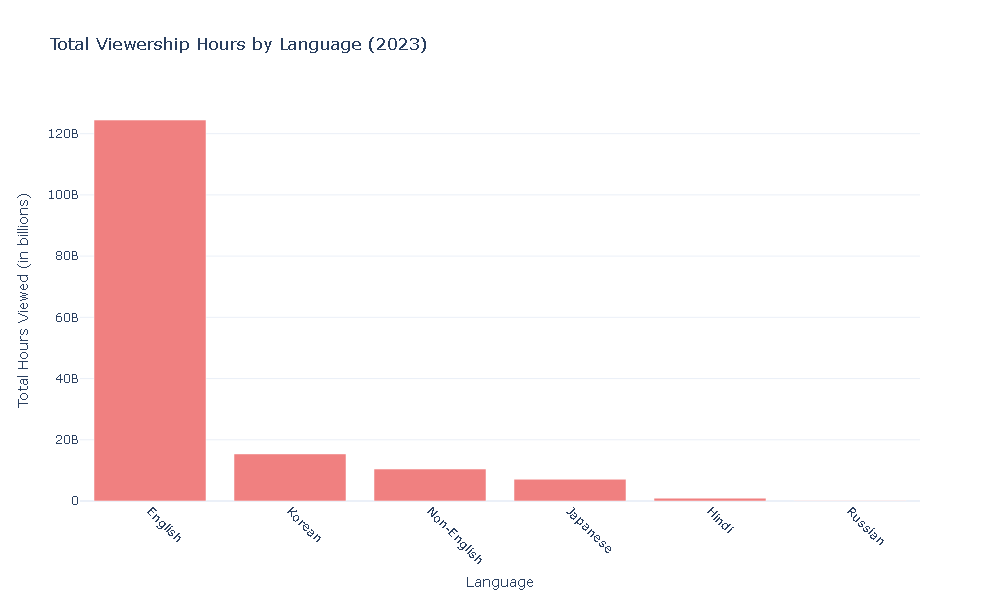 Total Viewership Hours by Language (2023)
Total Hours Viewed (in billions)
120B
100B
80B
60B
40B
20B
0
English
Korean
Non-English
Japanese
Hindi
Russian
Language